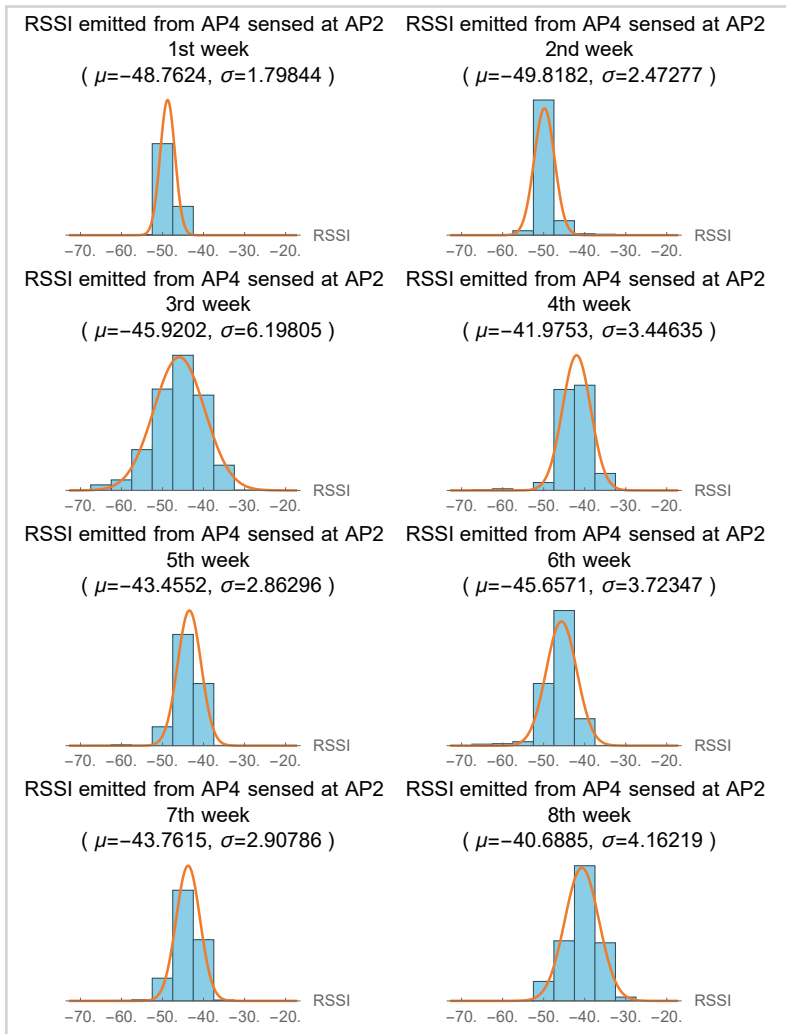 RSSI emitted from AP4 sensed at AP2
1st week
( μ=−48.7624, σ=1.79844 )
RSSI
−70. −60. −50. −40. −30. −20.
RSSI emitted from AP4 sensed at AP2
2nd week
( μ=−49.8182, σ=2.47277 )
RSSI
−70. −60. −50. −40. −30. −20.
RSSI emitted from AP4 sensed at AP2
3rd week
( μ=−45.9202, σ=6.19805 )
RSSI
−70. −60. −50. −40. −30. −20.
RSSI emitted from AP4 sensed at AP2
4th week
( μ=−41.9753, σ=3.44635 )
RSSI
−70. −60. −50. −40. −30. −20.
RSSI emitted from AP4 sensed at AP2
5th week
( μ=−43.4552, σ=2.86296 )
RSSI
−70. −60. −50. −40. −30. −20.
RSSI emitted from AP4 sensed at AP2
6th week
( μ=−45.6571, σ=3.72347 )
RSSI
−70. −60. −50. −40. −30. −20.
RSSI emitted from AP4 sensed at AP2
7th week
( μ=−43.7615, σ=2.90786 )
RSSI
−70. −60. −50. −40. −30. −20.
RSSI emitted from AP4 sensed at AP2
8th week
( μ=−40.6885, σ=4.16219 )
RSSI
−70. −60. −50. −40. −30. −20.